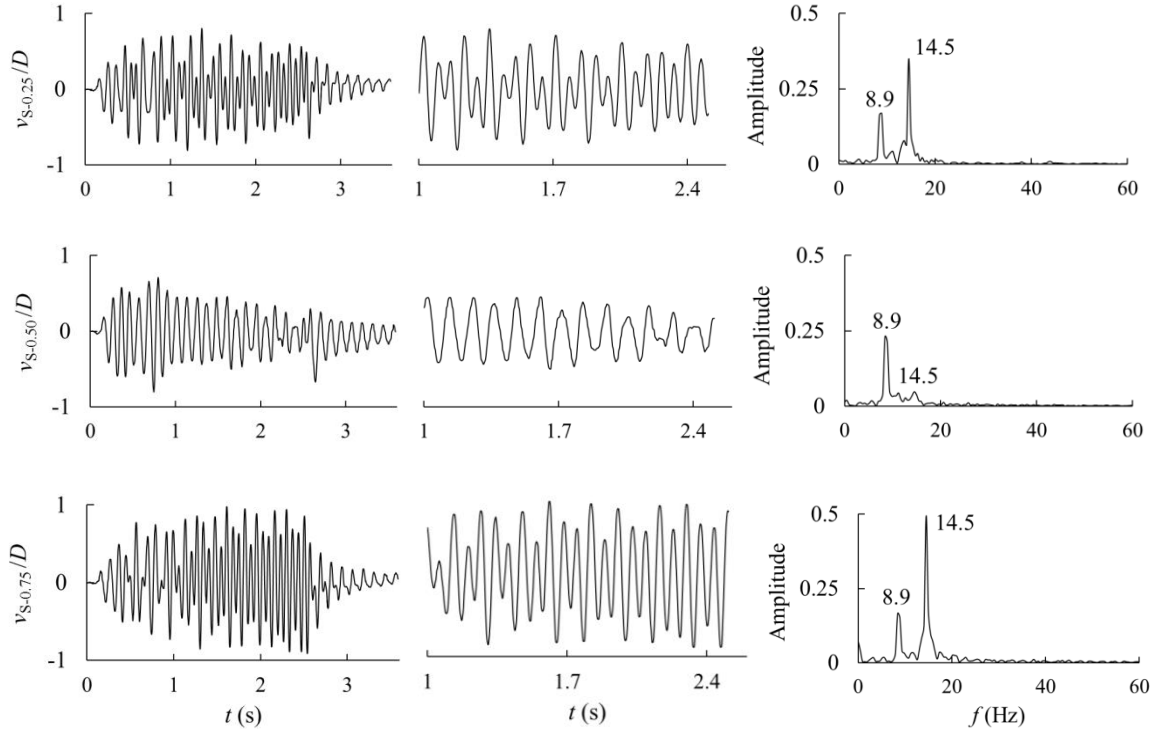 1 0.5
v_S-0.25/D 0 Amplitude 0.25 8.9 14.5
-1 0
0 1 2 3 1 1.7 2.4 0 20 40 60
1 0.5
v_S-0.50/D 0 Amplitude 0.25 8.9 14.5
-1 0
0 1 2 3 1 1.7 2.4 0 20 40 60
1 0.5
v_S-0.75/D 0 Amplitude 0.25 8.9 14.5
-1 0
0 1 2 3 1 1.7 2.4 0 20 40 60
t (s) t (s) f (Hz)